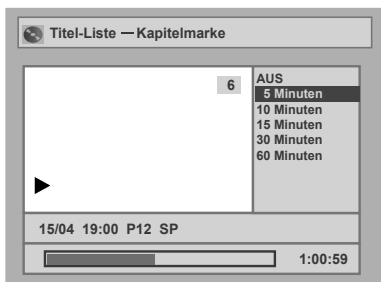 Titel-Liste — Kapitelmarke
6
AUS
5 Minuten
10 Minuten
15 Minuten
30 Minuten
60 Minuten
15/04 19:00 P12 SP
1:00:59